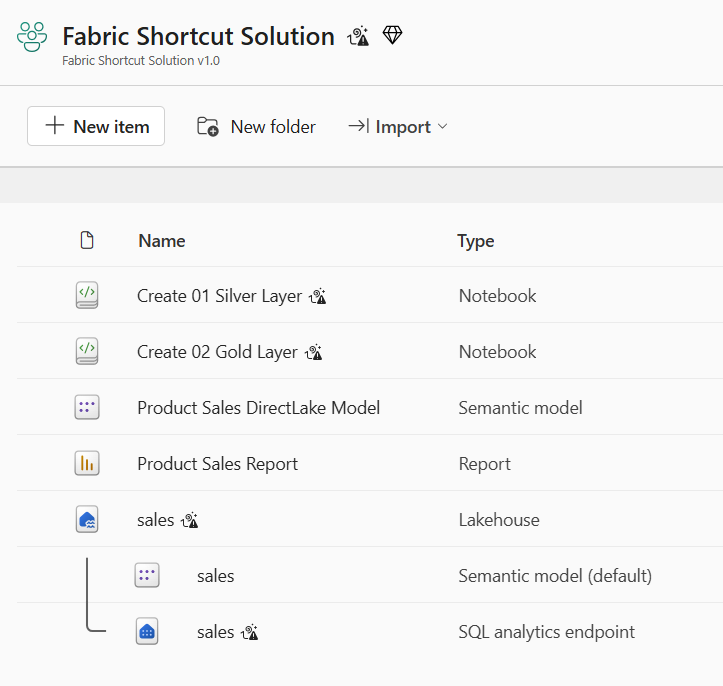 Fabric Shortcut Solution
Fabric Shortcut Solution v1.0
New item New folder Import
Name Type
Create 01 Silver Layer Notebook
Create 02 Gold Layer Notebook
Product Sales DirectLake Model Semantic model
Product Sales Report Report
sales Lakehouse
sales Semantic model (default)
sales SQL analytics endpoint